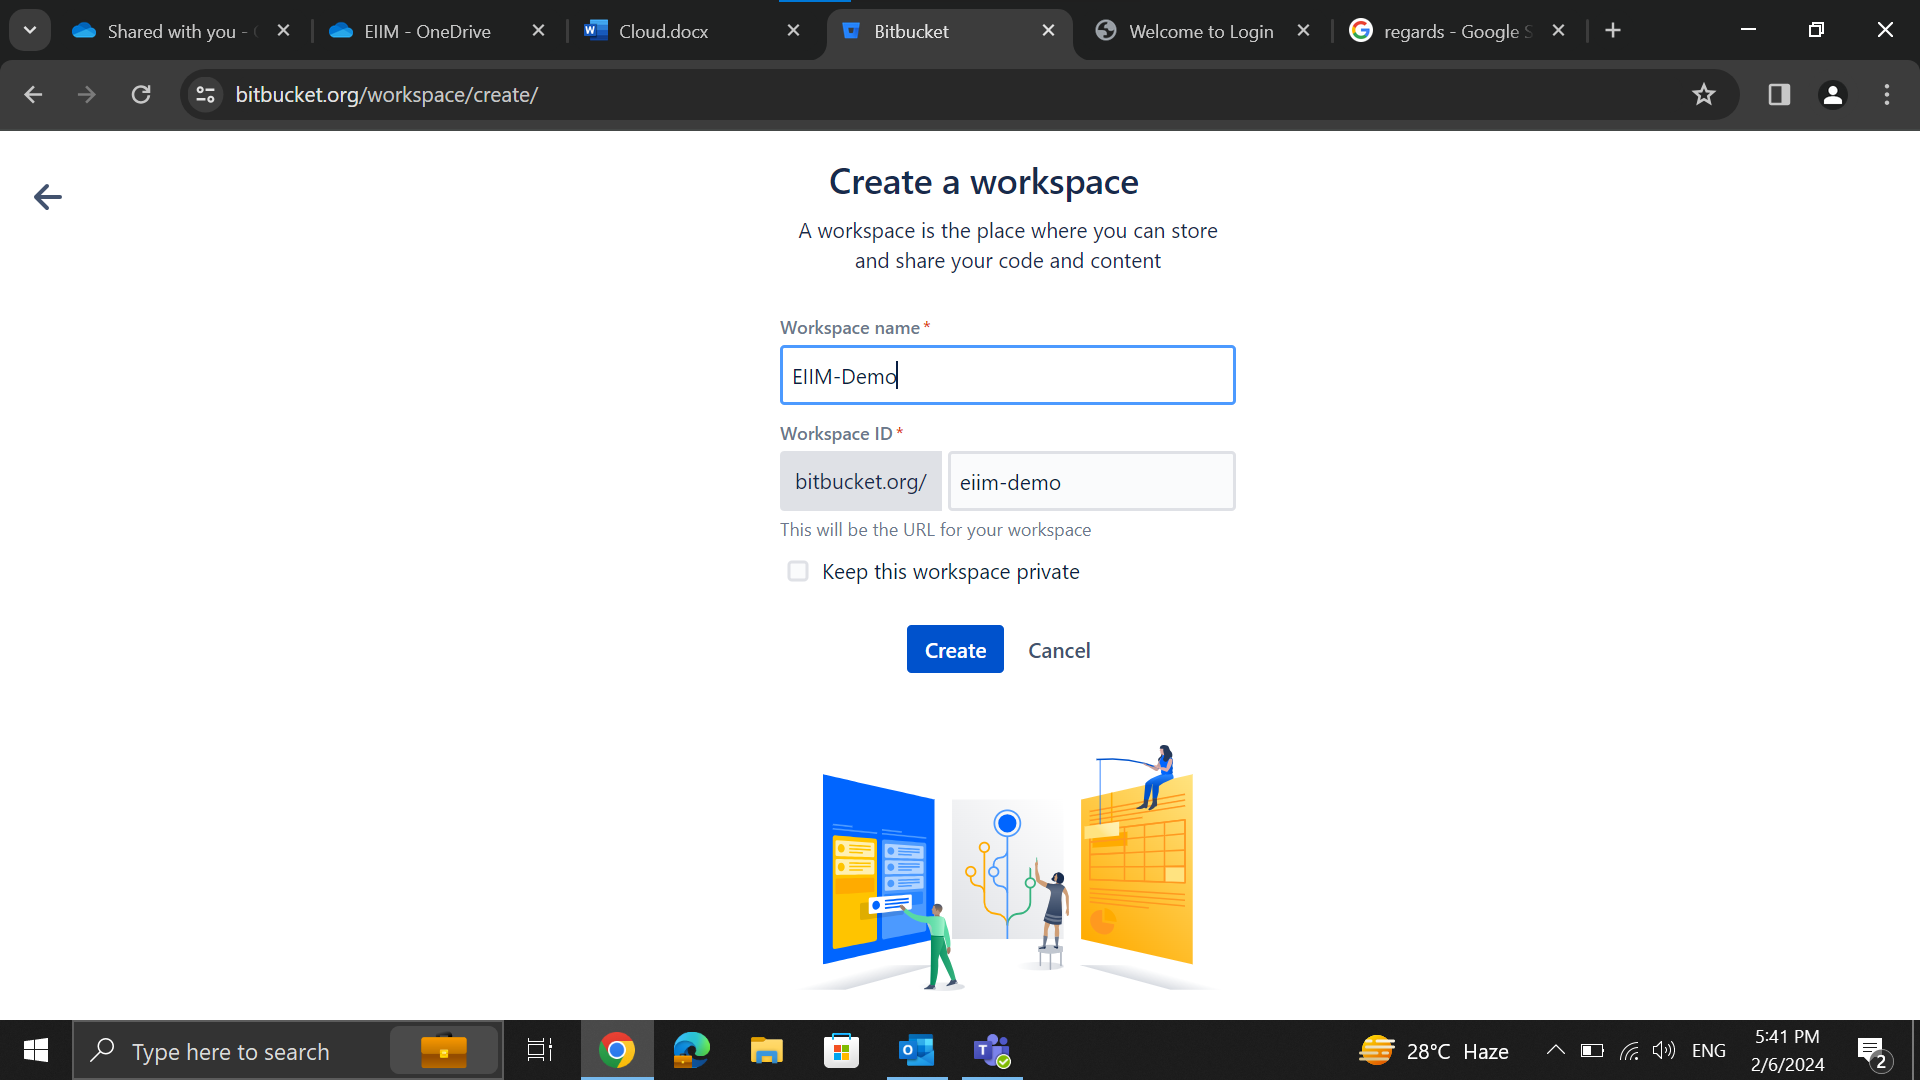 Shared with you -
EIIM - OneDrive
Cloud.docx
Bitbucket
Welcome to Login
regards - Google S
bitbucket.org/workspace/create/
Create a workspace
A workspace is the place where you can store
and share your code and content
Workspace name*
EIIM-Demo
Workspace ID*
bitbucket.org/ eiim-demo
This will be the URL for your workspace
Keep this workspace private
Create Cancel
Type here to search
28°C Haze
ENG
5:41 PM
2/6/2024
2